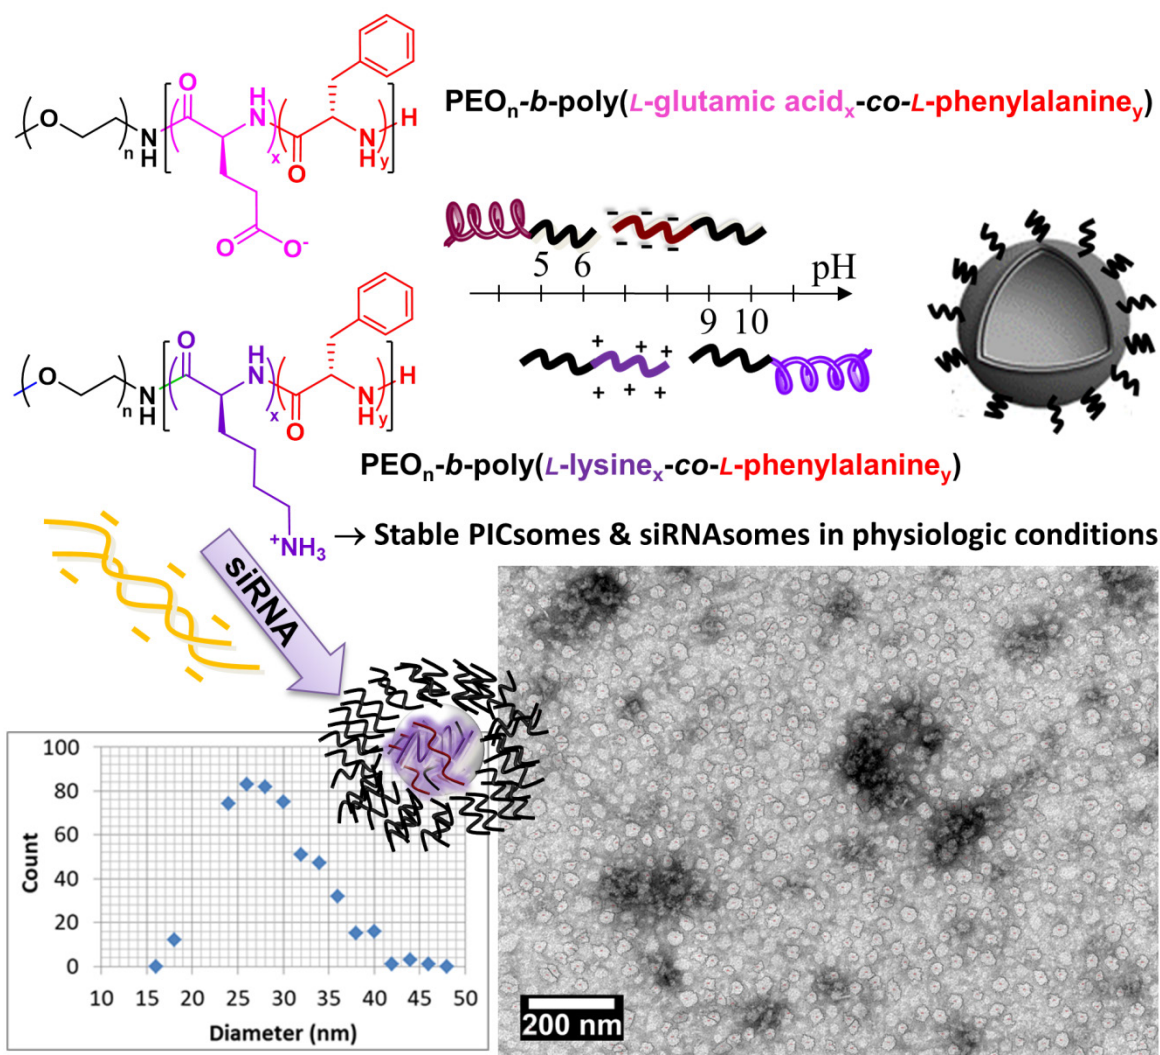 PEOn-b-poly(L-glutamic acidx-co-L-phenylalaniney)
O
H
N
H
( O ) n
N
H
x
O
N
H
y
O
O-
5 6
pH
9 10
- - - - - -
+ + + + + +
O
H
N
H
( O ) n
N
H
x
O
N
H
y
PEOn-b-poly(L-lysinex-co-L-phenylalaniney)
+NH3
→ Stable PICsomes & siRNAsomes in physiologic conditions
siRNA
100
80
60
40
20
0
Count
10 15 20 25 30 35 40 45 50
Diameter (nm)
200 nm